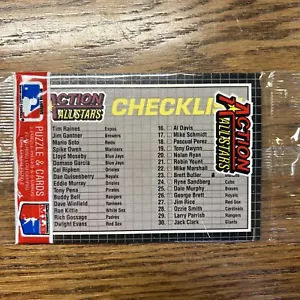 PUZZLE & CARDS
ACTION
ALL-STARS
CHECKLI
ACTION
ALL-STARS
Tim Raines Expos
Jim Gantner Brewers
Mario Soto Reds
Spike Owen Mariners
Lloyd Moseby Blue Jays
Damaso Garcia Blue Jays
Dan Quisenberry Royals
Eddie Murray Orioles
Tony Pena Pirates
Buddy Bell Rangers
Dave Winfield Yankees
Ron Kittle White Sox
Rich Gossage Padres
Dwight Evans Red Sox
16. Al Davis
17. Mike Schmidt
18. Pascual Perez
19. Tony Gwynn
20. Nolan Ryan
21. Robin Yount
22. Mike Marshall
23. Brett Butler
24. Ryne Sandberg Cubs
25. Dale Murphy Braves
26. George Brett Royals
27. Jim Rice Red Sox
28. Ozzie Smith Cardinals
29. Larry Parrish Rangers
30. Jack Clark Giants